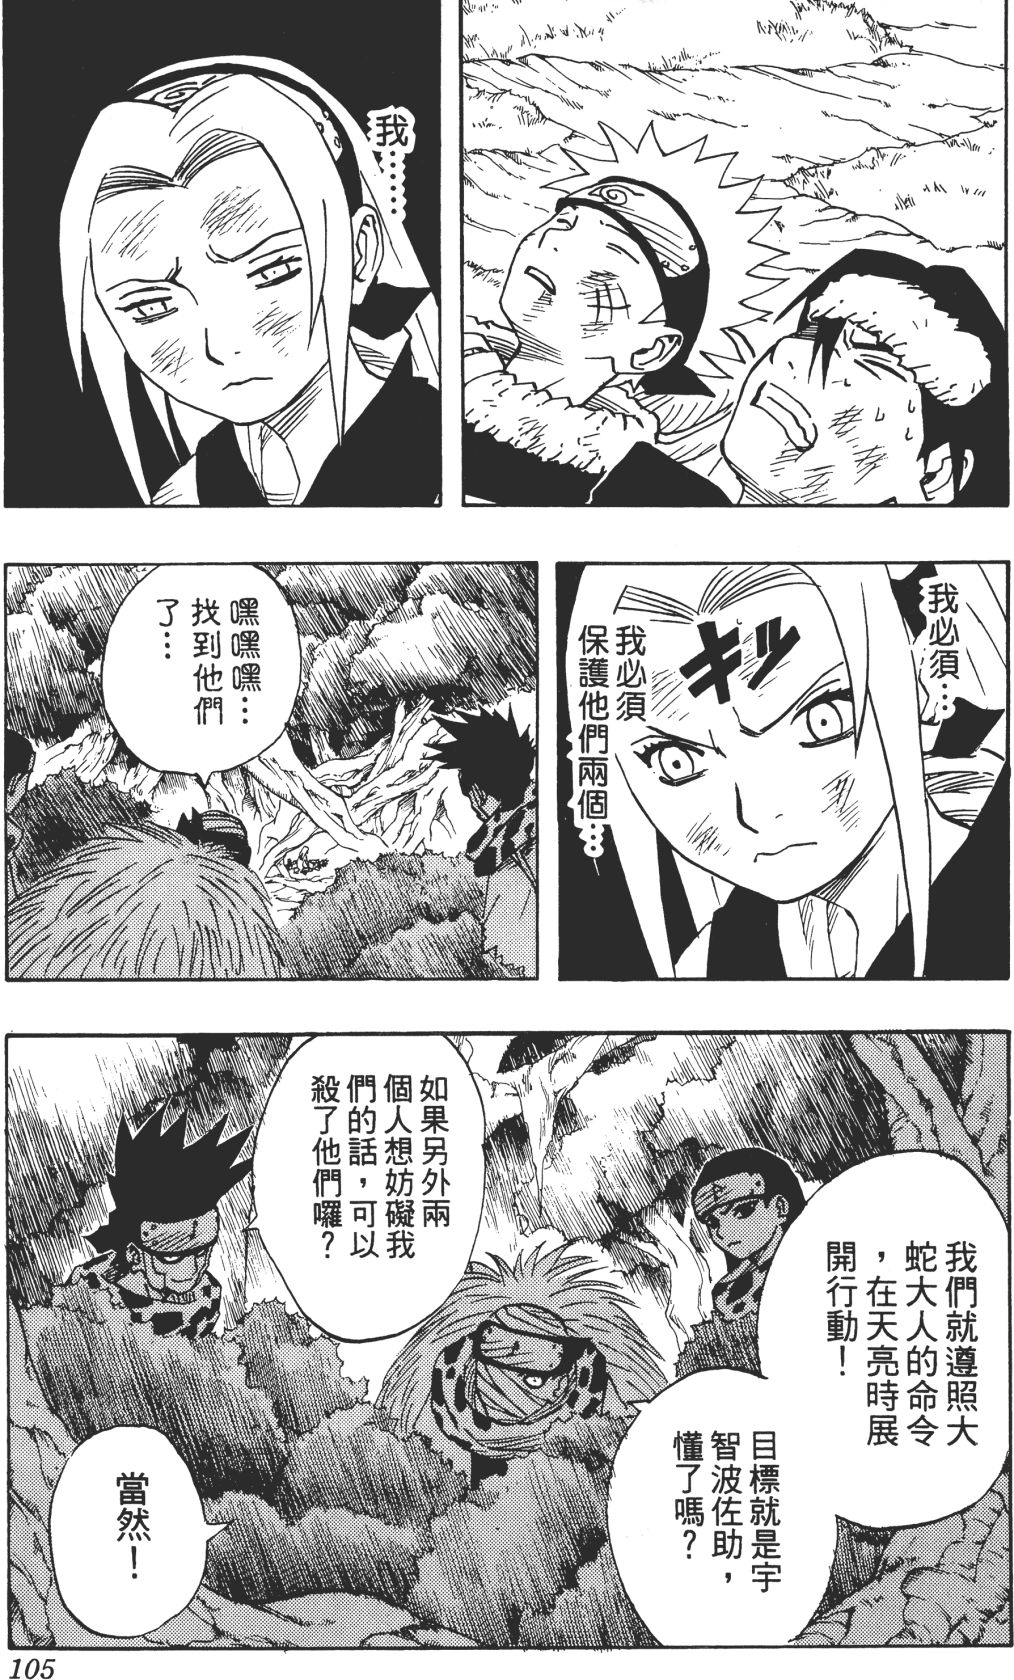 我……
我必須…
我必須
保護他們兩個…
キッ
嘿嘿嘿…
找到他們
了…
我們就遵照大
蛇大人的命令
，在天亮時展
開行動！
目標就是宇
智波佐助，
懂了嗎？
如果另外兩
個人想妨礙我
們的話，可以
殺了他們囉？
當然！
105